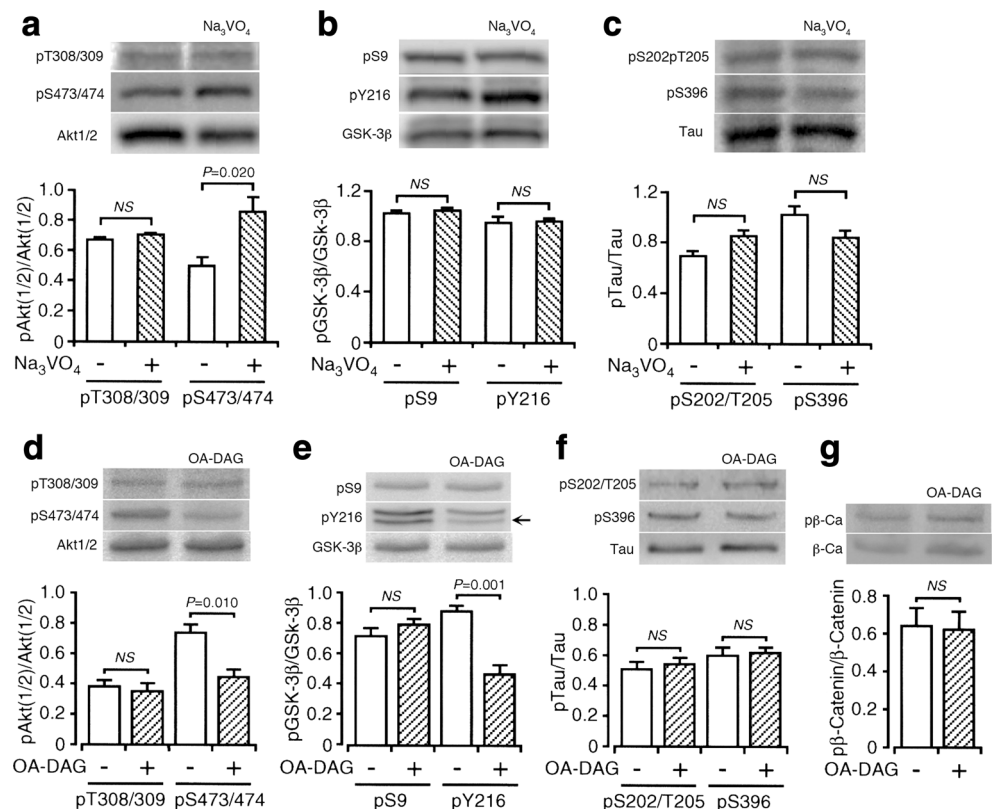 a
Na3VO4
pT308/309
pS473/474
Akt1/2
pAkt(1/2)/Akt(1/2)
1.0
0.8
0.6
0.4
0.2
0
NS
P=0.020
Na3VO4 - + - +
pT308/309 pS473/474
b
Na3VO4
pS9
pY216
GSK-3β
pGSK-3β/GSk-3β
1.2
0.8
0.4
0
NS
NS
- + - +
pS9 pY216
c
Na3VO4
pS202pT205
pS396
Tau
pTau/Tau
1.2
0.8
0.4
0
NS
NS
Na3VO4 - + - +
pS202/T205 pS396
d
OA-DAG
pT308/309
pS473/474
Akt1/2
pAkt(1/2)/Akt(1/2)
1.0
0.8
0.6
0.4
0.2
0
NS
P=0.010
OA-DAG - + - +
pT308/309 pS473/474
e
OA-DAG
pS9
pY216
GSK-3β
pGSK-3β/GSk-3β
1.0
0.8
0.6
0.4
0.2
0
NS
P=0.001
OA-DAG - + - +
pS9 pY216
f
OA-DAG
pS202/T205
pS396
Tau
pTau/Tau
1.0
0.8
0.6
0.4
0.2
0
NS
NS
OA-DAG - + - +
pS202/T205 pS396
g
OA-DAG
pβ-Ca
β-Ca
pβ-Catenin/β-Catenin
0.8
0.4
0.2
0
NS
OA-DAG - +